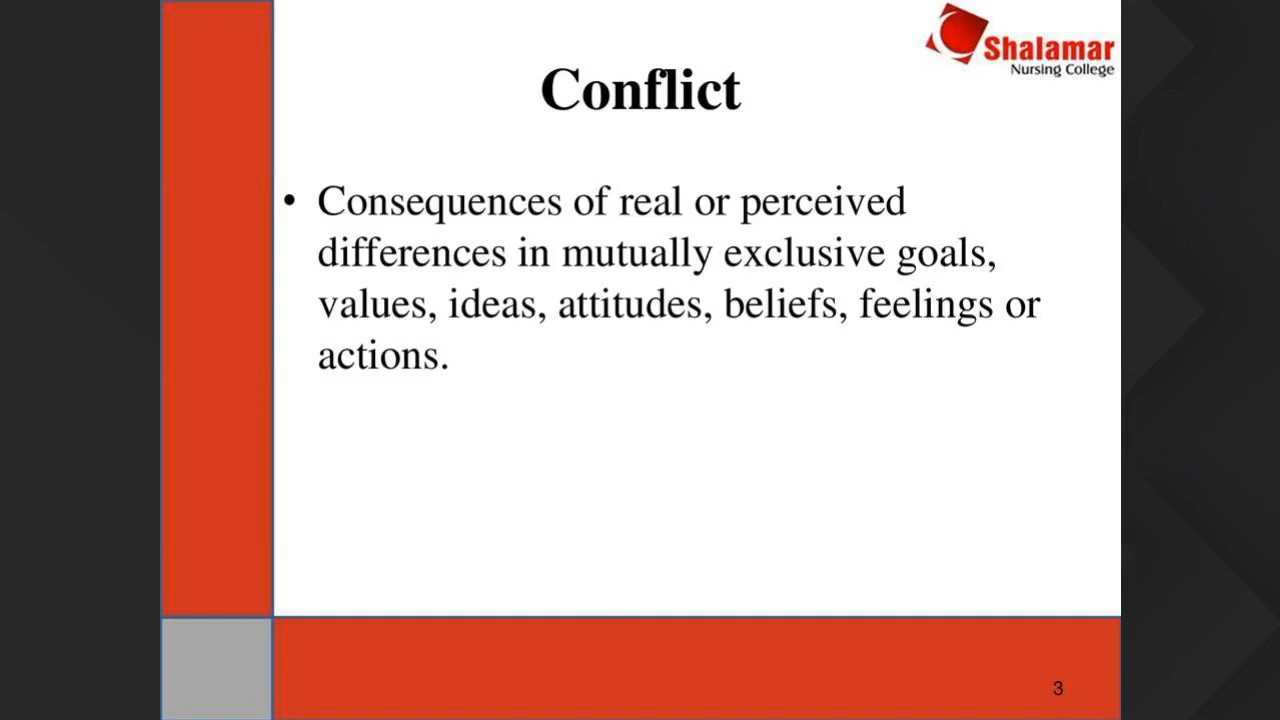 Shalamar
Nursing College
Conflict
• Consequences of real or perceived
differences in mutually exclusive goals,
values, ideas, attitudes, beliefs, feelings or
actions.
3